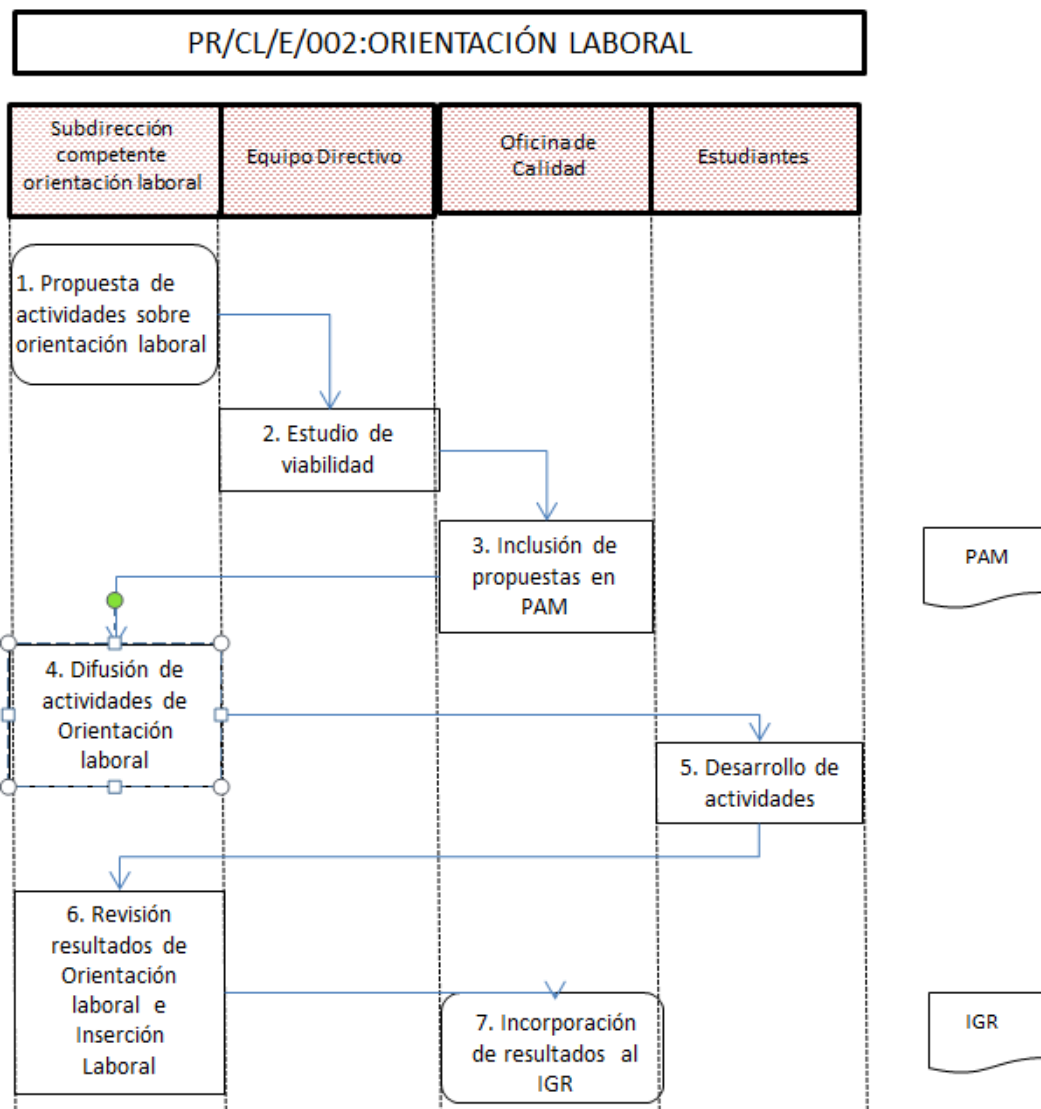 PR/CL/E/002:ORIENTACIÓN LABORAL
Subdirección
competente
orientación laboral
Equipo Directivo
Oficina de
Calidad
Estudiantes
1. Propuesta de
actividades sobre
orientación laboral
2. Estudio de
viabilidad
3. Inclusión de
propuestas en
PAM
PAM
4. Difusión de
actividades de
Orientación
laboral
5. Desarrollo de
actividades
6. Revisión
resultados de
Orientación
laboral e
Inserción
Laboral
7. Incorporación
de resultados al
IGR
IGR